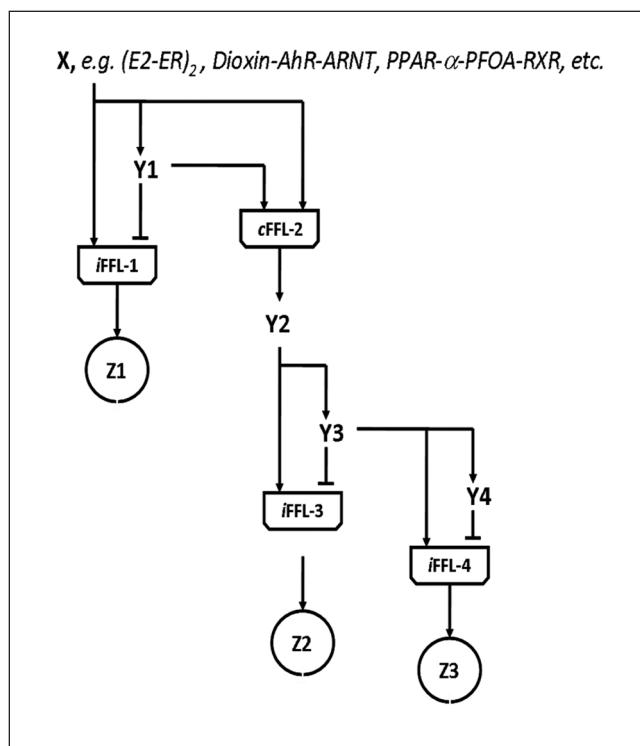 X, e.g. (E2-ER)2, Dioxin-AhR-ARNT, PPAR-α-PFOA-RXR, etc.
Y1
cFFL-2
iFFL-1
Y2
Z1
Y3
Y4
iFFL-3
iFFL-4
Z2
Z3